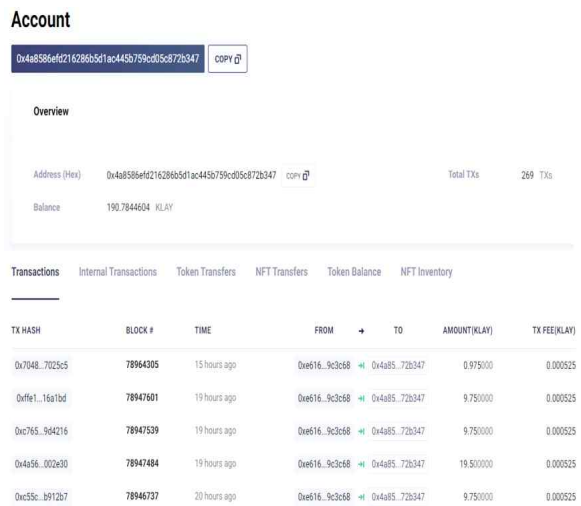 Account
0x4a8586efd216286b5d1ac445b759cd05c872b347 COPY
Overview
Address (Hex) 0x4a8586efd216286b5d1ac445b759cd05c872b347 COPY Total TXs 269 TXs
Balance 190.7844604 KLAY
Transactions Internal Transactions Token Transfers NFT Transfers Token Balance NFT Inventory
TX HASH BLOCK # TIME FROM → TO AMOUNT(KLAY) TX FEE(KLAY)
0x7048...7025c5 78964305 15 hours ago 0xe616...9c3c68 0x4a85...72b347 0.975000 0.000525
0xffe1...16a1bd 78947601 19 hours ago 0xe616...9c3c68 0x4a85...72b347 9.750000 0.000525
0xc765...9d4216 78947539 19 hours ago 0xe616...9c3c68 0x4a85...72b347 9.750000 0.000525
0x4a56...002e30 78947484 19 hours ago 0xe616...9c3c68 0x4a85...72b347 19.500000 0.000525
0xc55c...b912b7 78946737 20 hours ago 0xe616...9c3c68 0x4a85...72b347 9.750000 0.000525